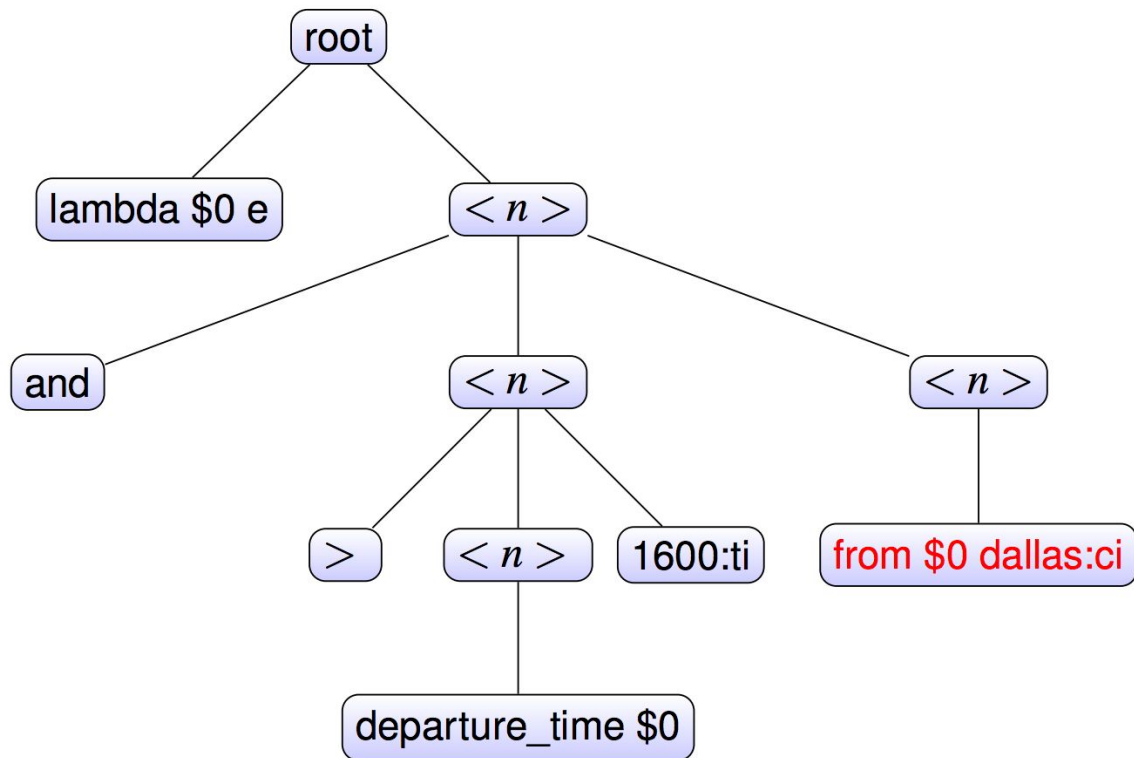 root
lambda $0 e
< n >
and
< n >
< n >
>
< n >
1600:ti
from $0 dallas:ci
departure_time $0